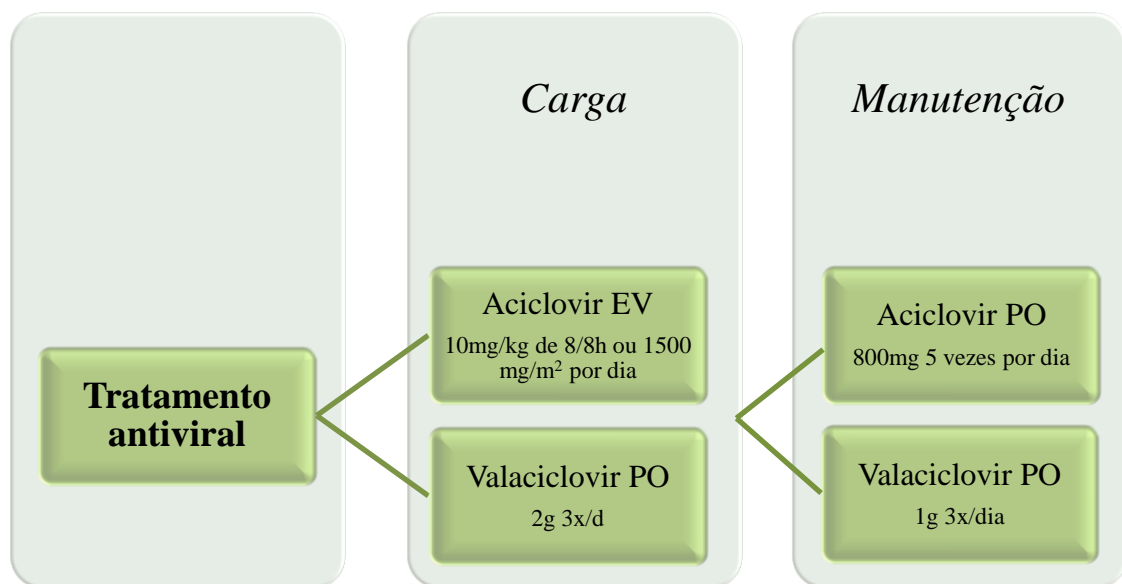 Carga
Manutenção
Tratamento
antiviral
Aciclovir EV
10mg/kg de 8/8h ou 1500
mg/m² por dia
Valaciclovir PO
2g 3x/d
Aciclovir PO
800mg 5 vezes por dia
Valaciclovir PO
1g 3x/dia